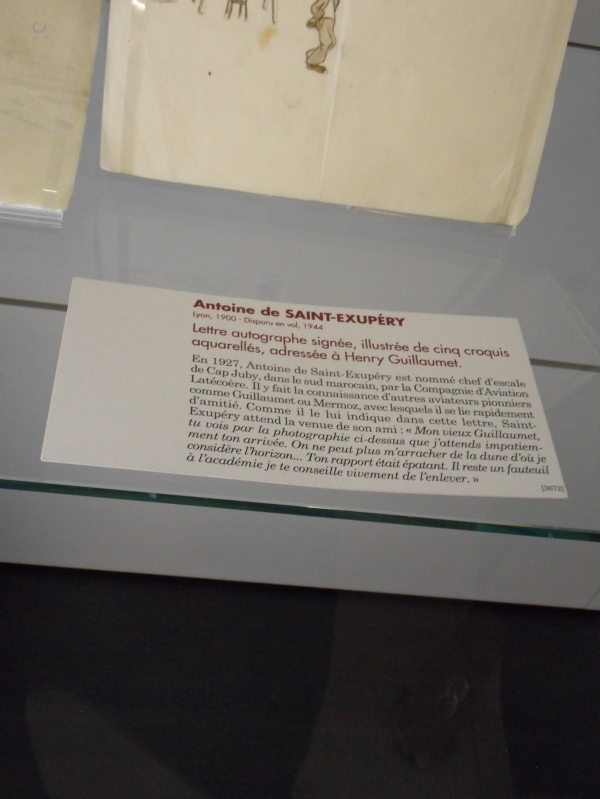 Antoine de SAINT-EXUPÉRY
Lyon, 1900 - Disparu en vol, 1944
Lettre autographe signée, illustrée de cinq croquis
aquarellés, adressée à Henry Guillaumet.
En 1927, Antoine de Saint-Exupéry est nommé chef d'escale
de Cap Juby, dans le sud marocain, par la Compagnie d'Aviation
Latécoère. Il y fait la connaissance d'autres aviateurs pionniers
comme Guillaumet ou Mermoz, avec lesquels il se lie rapidement
d'amitié. Comme il le lui indique dans cette lettre, Saint-
Exupéry attend la venue de son ami : « Mon vieux Guillaumet,
tu vois par la photographie ci-dessus que j'attends impatiem-
ment ton arrivée. On ne peut plus m'arracher de la dune d'où je
considère l'horizon... Ton rapport était épatant. Il reste un fauteuil
à l'académie je te conseille vivement de l'enlever. »
[3672]